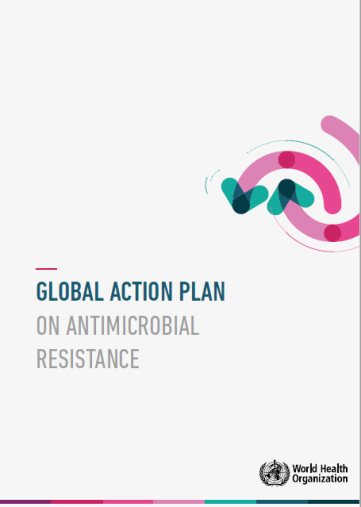 GLOBAL ACTION PLAN
ON ANTIMICROBIAL
RESISTANCE
World Health
Organization